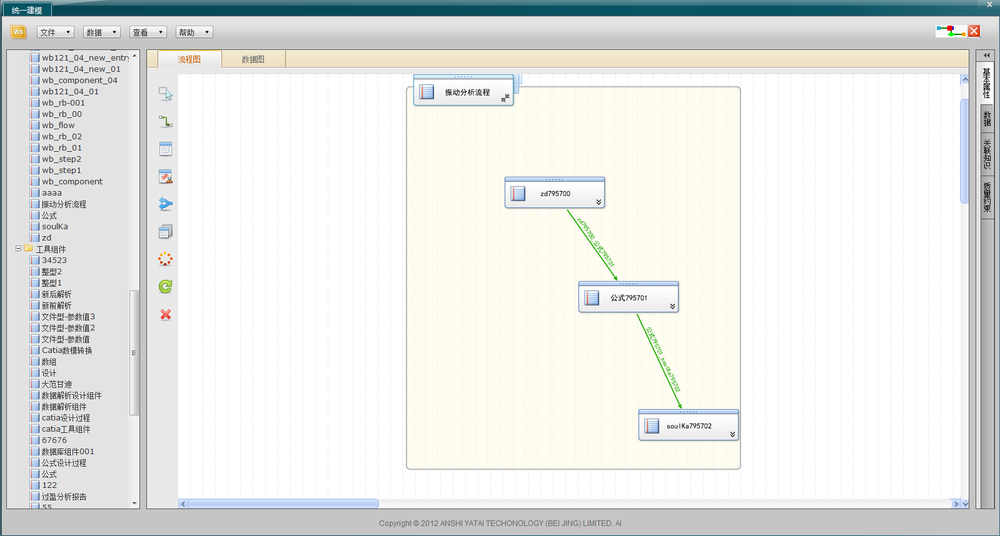 统一建模
WS
文件
数据
查看
帮助
wb121_04_new_entry
wb121_04_new_01
wb_component_04
wb121_04_01
wb_rb-001
wb_rb_00
wb_flow
wb_rb_02
wb_rb_01
wb_step2
wb_step1
wb_component
aaaa
振动分析流程
公式
soulKa
zd
工具组件
34523
整型2
整型1
新后解析
新前解析
文件型-参数值3
文件型-参数值2
文件型-参数值
Catia数模转换
数组
设计
大范甘迪
数据解析设计组件
数据解析组件
catia设计过程
catia工具组件
67676
数据库组件001
公式设计过程
公式
122
过盈分析报告
55
流程图
数据图
振动分析流程
zd795700
zd795700_公式795701
公式795701
公式795701_soulKa795702
soulKa795702
基本属性
数据
关联知识
质量约束
Copyright © 2012 ANSHI YATAI TECHONOLOGY (BEI JING) LIMITED. AI